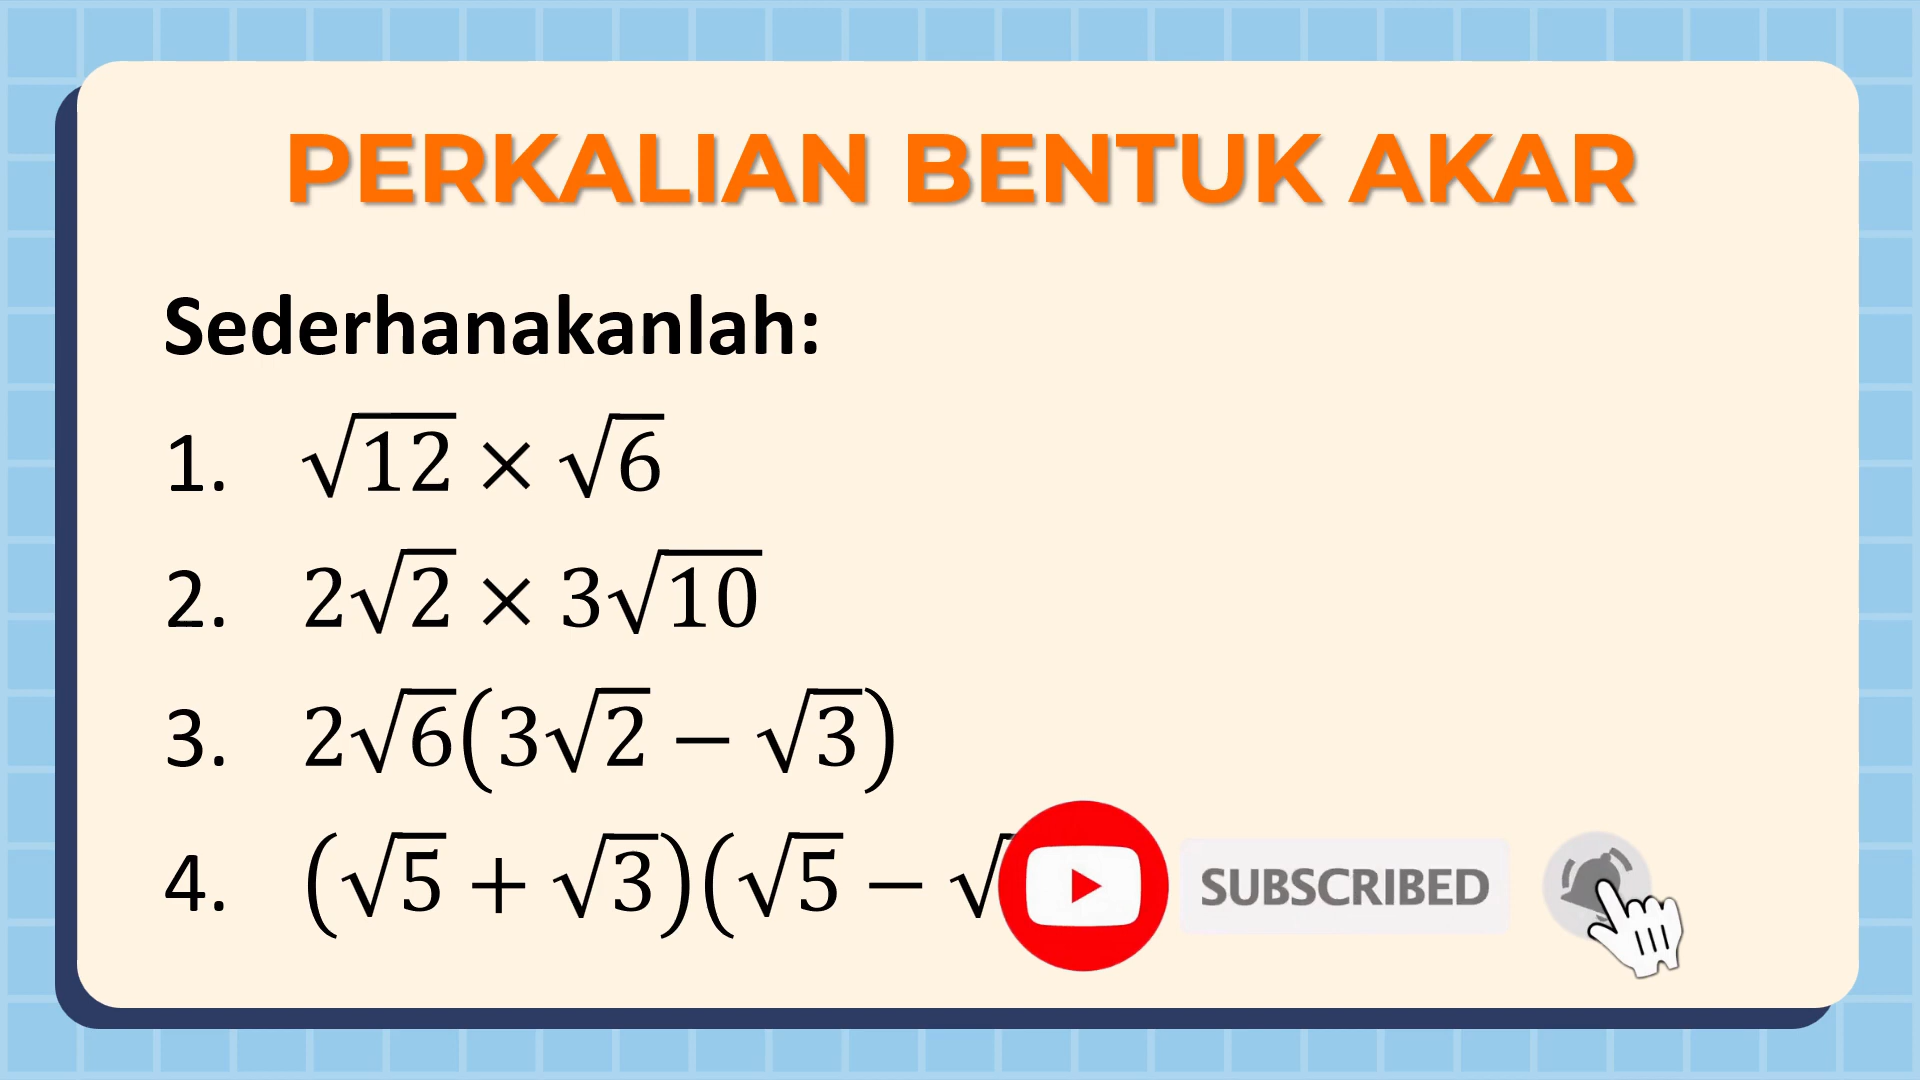 PERKALIAN BENTUK AKAR
Sederhanakanlah:
1. √12 × √6
2. 2√2 × 3√10
3. 2√6(3√2 − √3)
4. (√5 + √3)(√5 − √
SUBSCRIBED